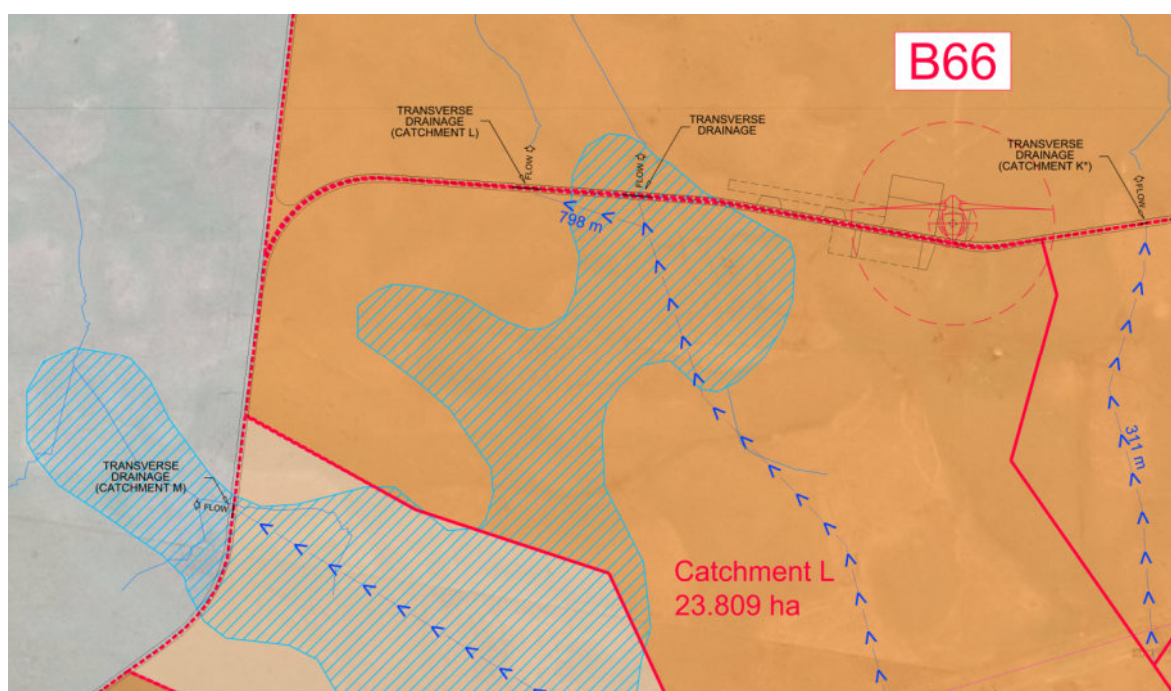 B66
TRANSVERSE
DRAINAGE
(CATCHMENT L)
FLOW
TRANSVERSE
DRAINAGE
FLOW
TRANSVERSE
DRAINAGE
(CATCHMENT K*)
FLOW
798 m
311 m
TRANSVERSE
DRAINAGE
(CATCHMENT M)
FLOW
Catchment L
23.809 ha